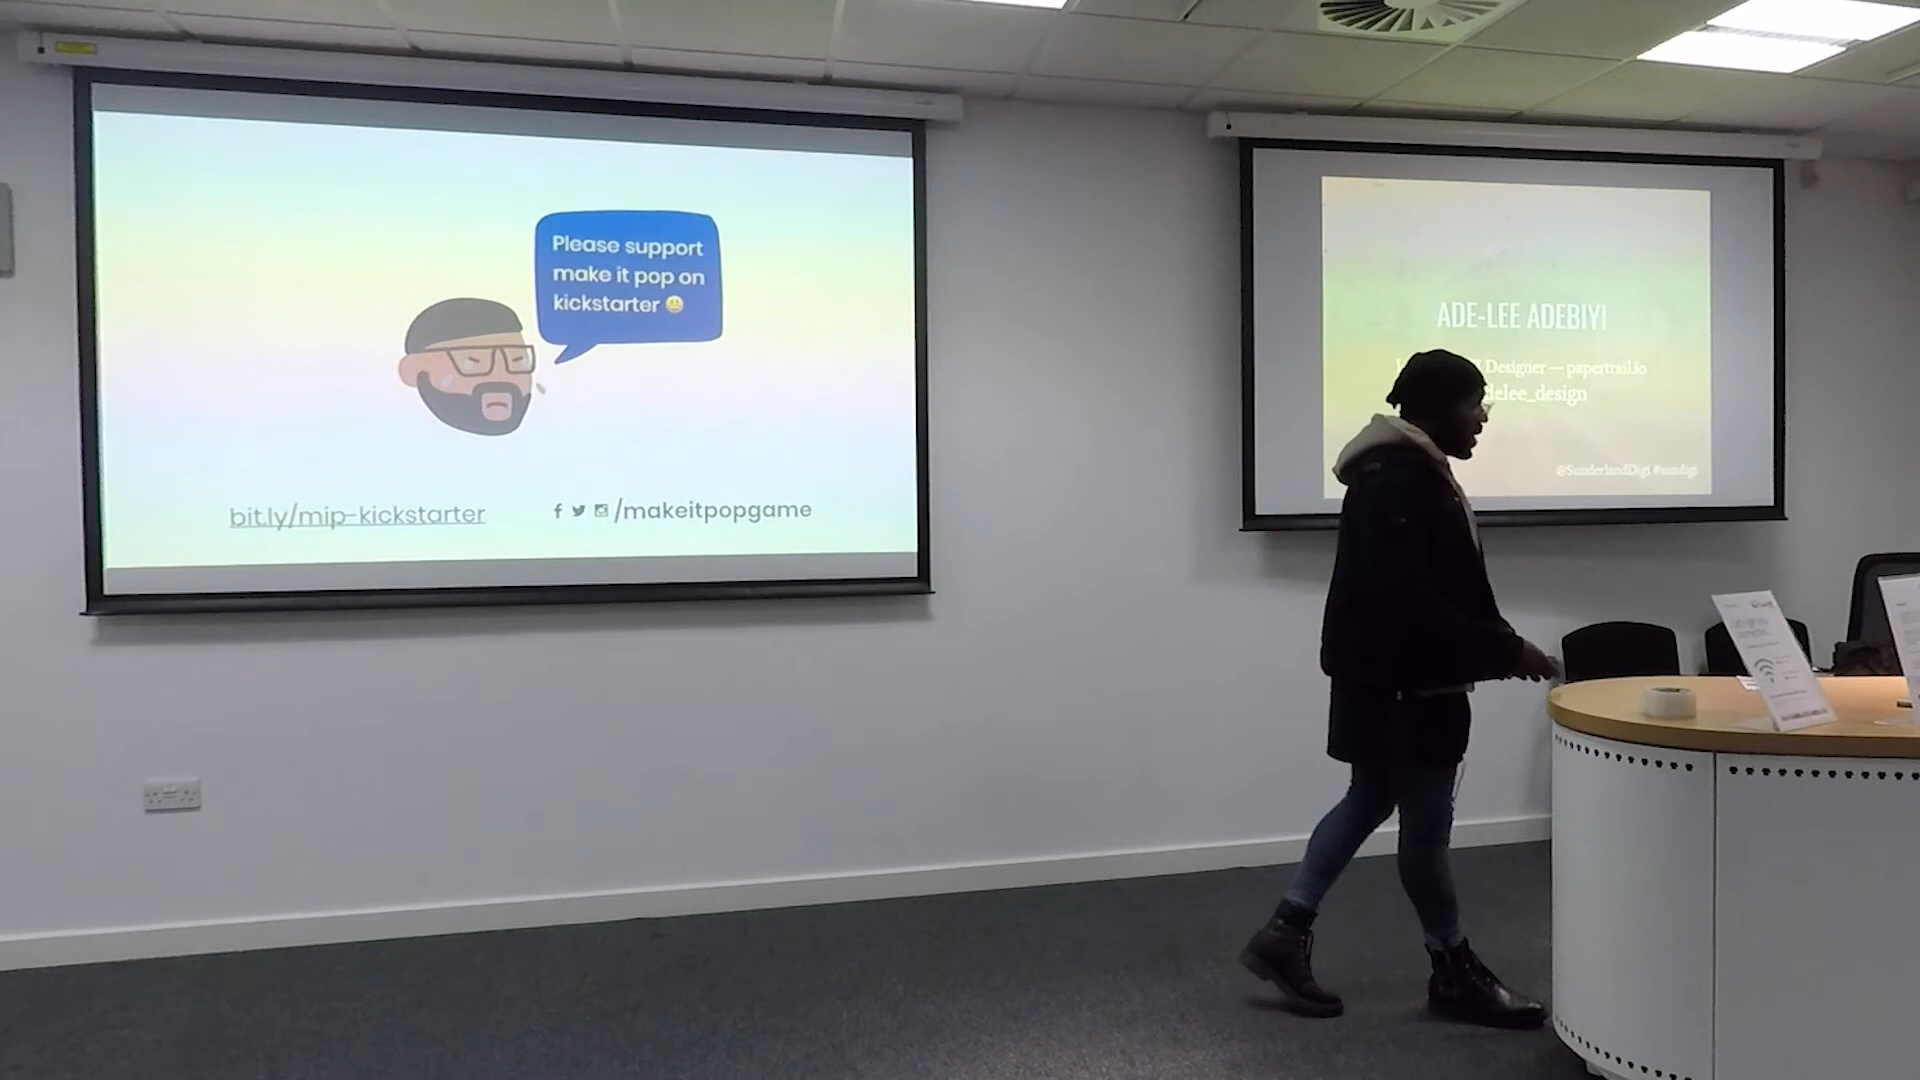 Please support
make it pop on
kickstarter 😃
bit.ly/mip-kickstarter
/makeitpopgame
ADE-LEE ADEBIYI
Designer — papertrail.io
delee_design
@SunderlandDigi #sundigi